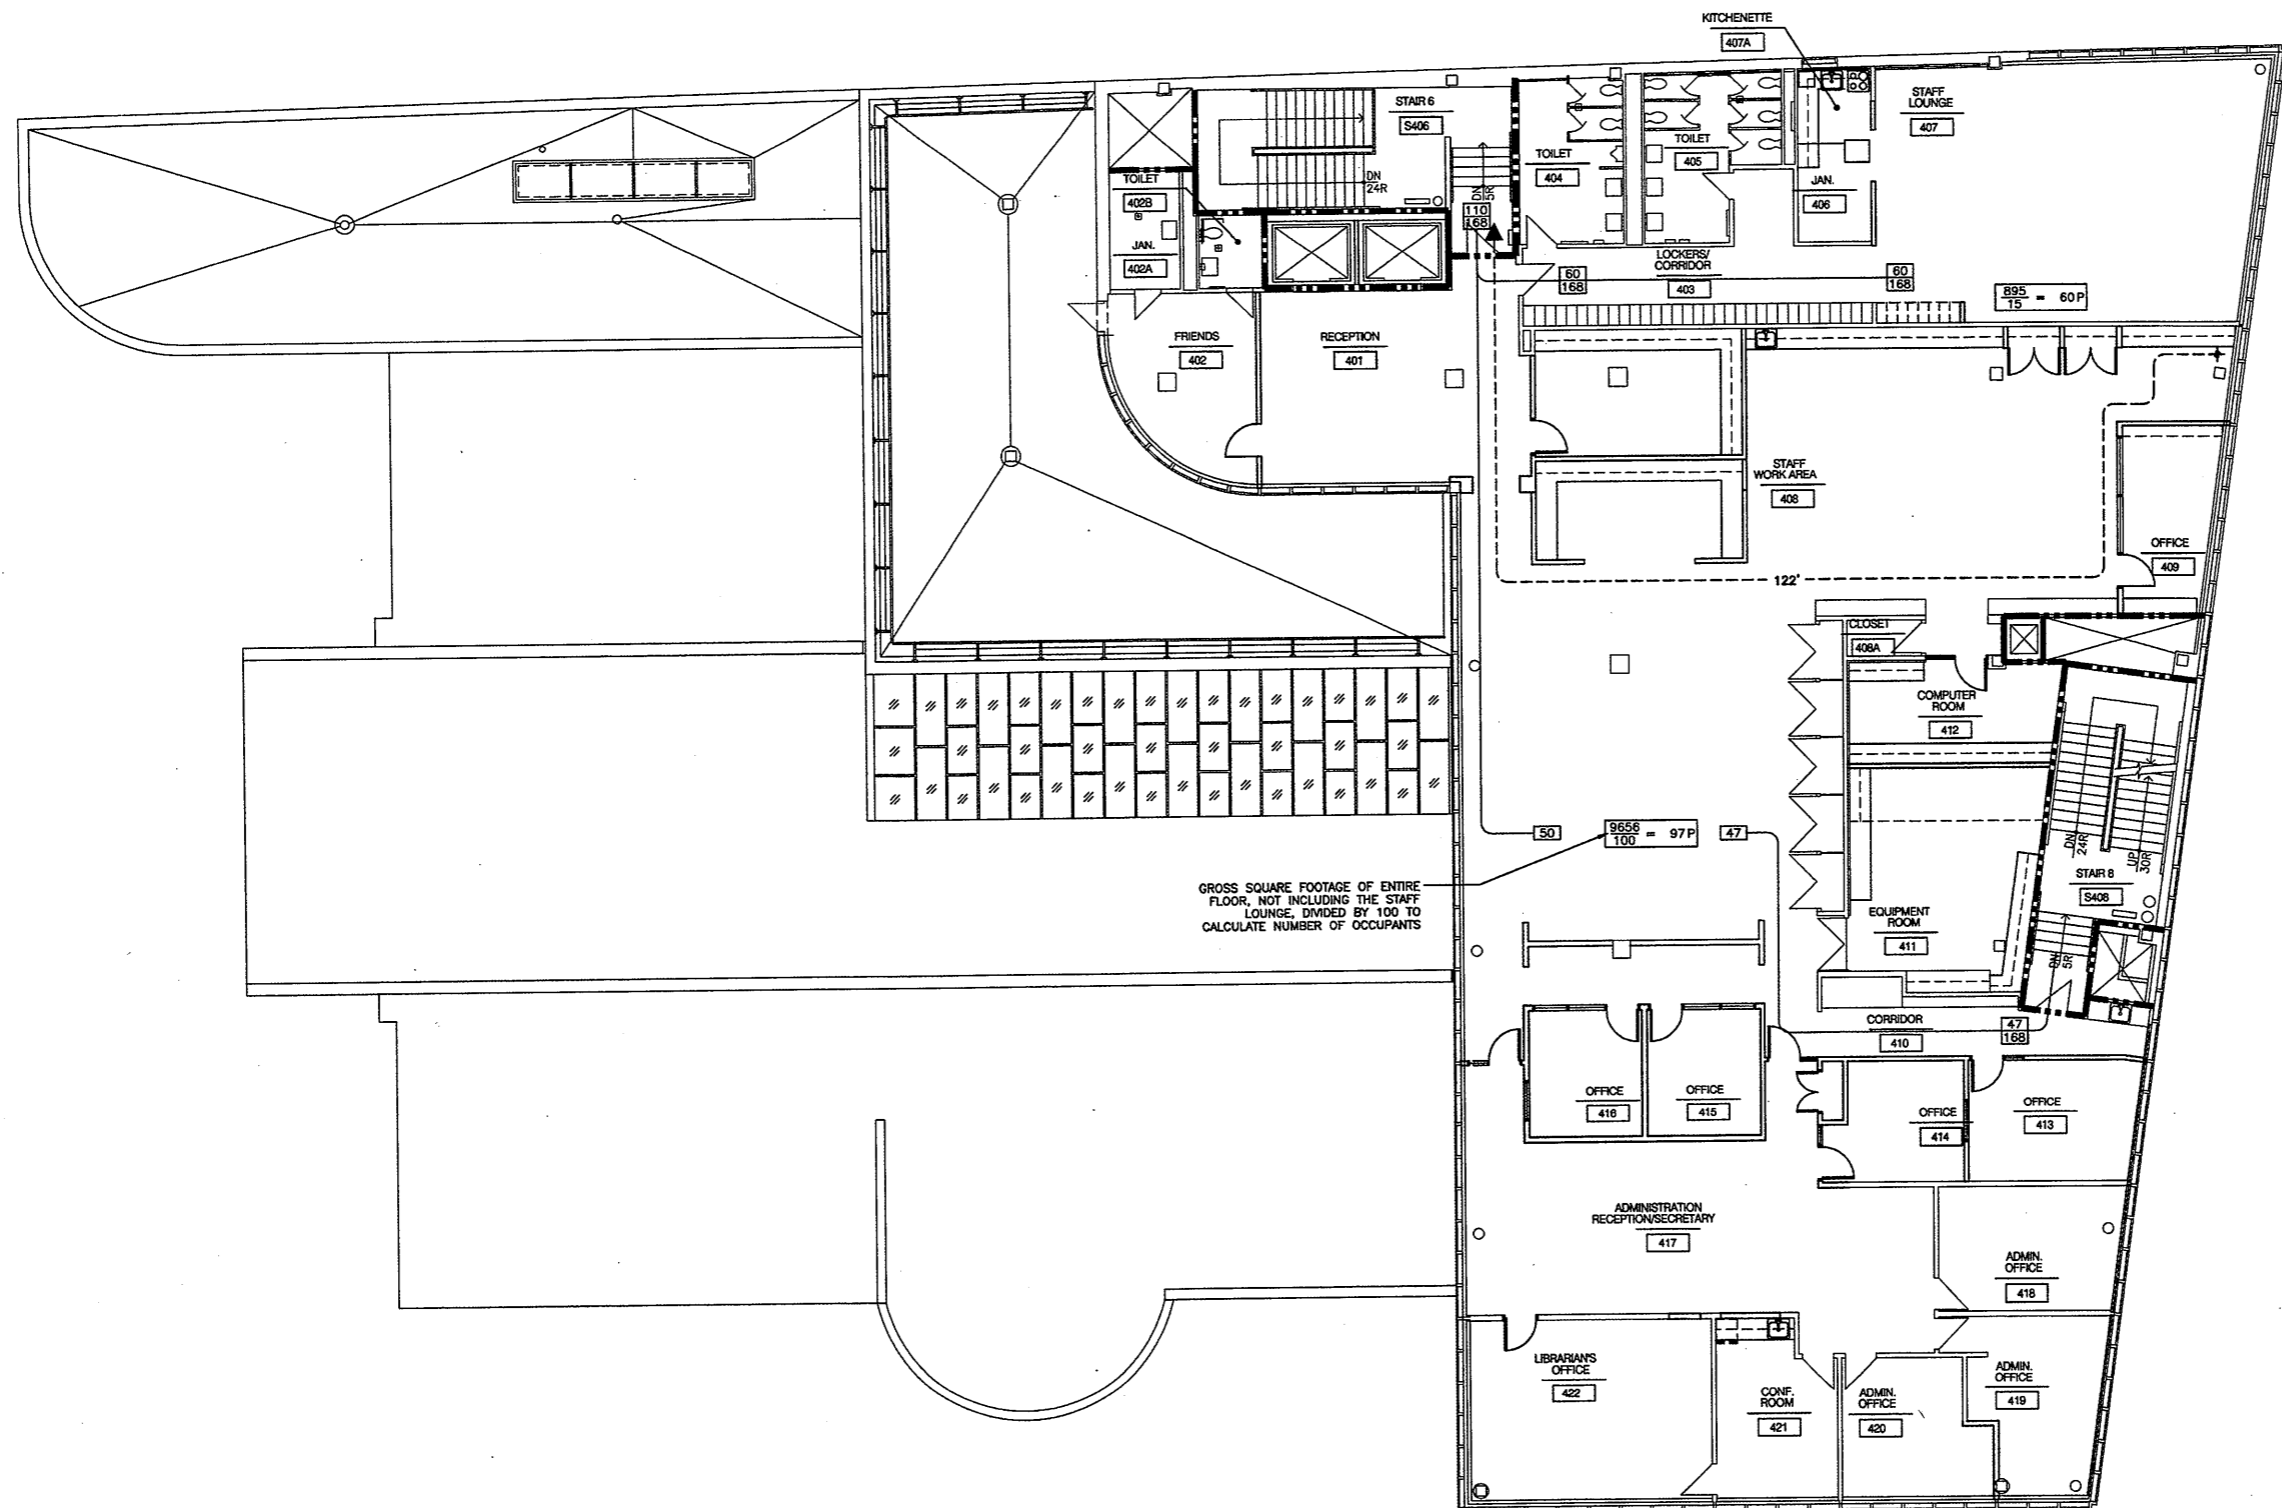 KITCHENETTE
407A
STAFF
LOUNGE
407
STAIR 6
S406
TOILET
404
TOILET
405
JAN.
406
TOILET
402B
JAN.
402A
DN
24R
DN
5R
110
168
LOCKERS/
CORRIDOR
403
60
168
60
168
895
15
= 60 P
FRIENDS
402
RECEPTION
401
STAFF
WORK AREA
408
OFFICE
409
122'
CLOSET
408A
COMPUTER
ROOM
412
DN
24R
UP
30R
STAIR 8
S408
50
9656
100
= 97 P
47
GROSS SQUARE FOOTAGE OF ENTIRE
FLOOR, NOT INCLUDING THE STAFF
LOUNGE, DIVIDED BY 100 TO
CALCULATE NUMBER OF OCCUPANTS
EQUIPMENT
ROOM
411
DN
5R
CORRIDOR
410
47
168
OFFICE
416
OFFICE
415
OFFICE
414
OFFICE
413
ADMINISTRATION
RECEPTION/SECRETARY
417
ADMIN.
OFFICE
418
LIBRARIAN'S
OFFICE
422
CONF.
ROOM
421
ADMIN.
OFFICE
420
ADMIN.
OFFICE
419